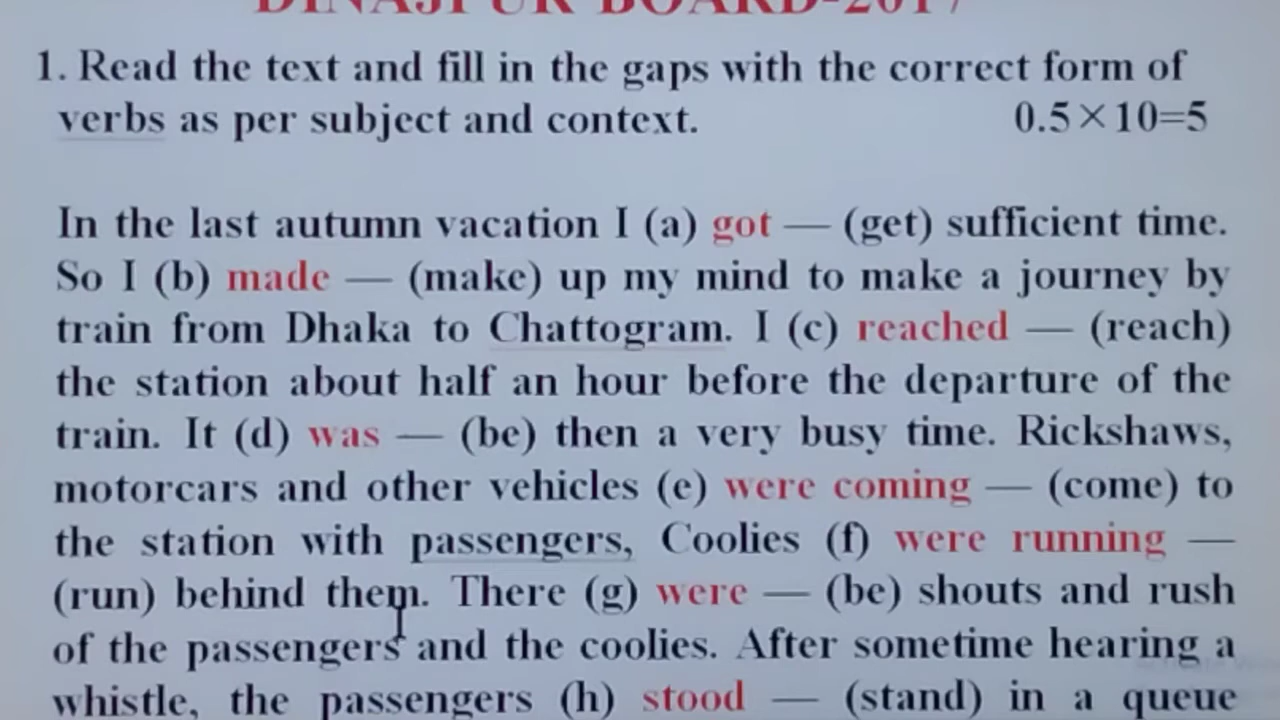 DINAJPUR BOARD-2017
1. Read the text and fill in the gaps with the correct form of
verbs as per subject and context. 0.5×10=5
In the last autumn vacation I (a) got — (get) sufficient time.
So I (b) made — (make) up my mind to make a journey by
train from Dhaka to Chattogram. I (c) reached — (reach)
the station about half an hour before the departure of the
train. It (d) was — (be) then a very busy time. Rickshaws,
motorcars and other vehicles (e) were coming — (come) to
the station with passengers, Coolies (f) were running —
(run) behind them. There (g) were — (be) shouts and rush
of the passengers and the coolies. After sometime hearing a
whistle, the passengers (h) stood — (stand) in a queue